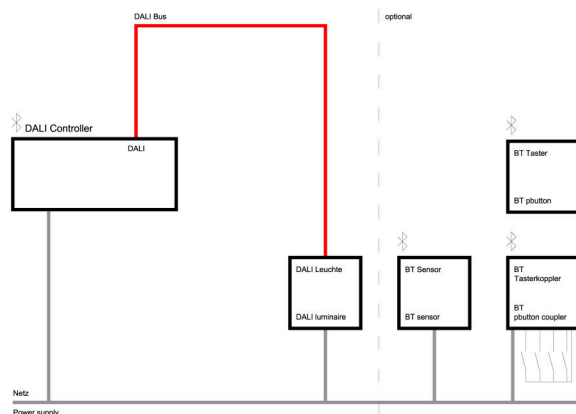 DALI Bus
optional
DALI Controller
DALI
BT Taster
BT pbutton
DALI Leuchte
DALI luminaire
BT Sensor
BT sensor
BT
Tasterkoppler
BT
pbutton coupler
Netz
Power supply